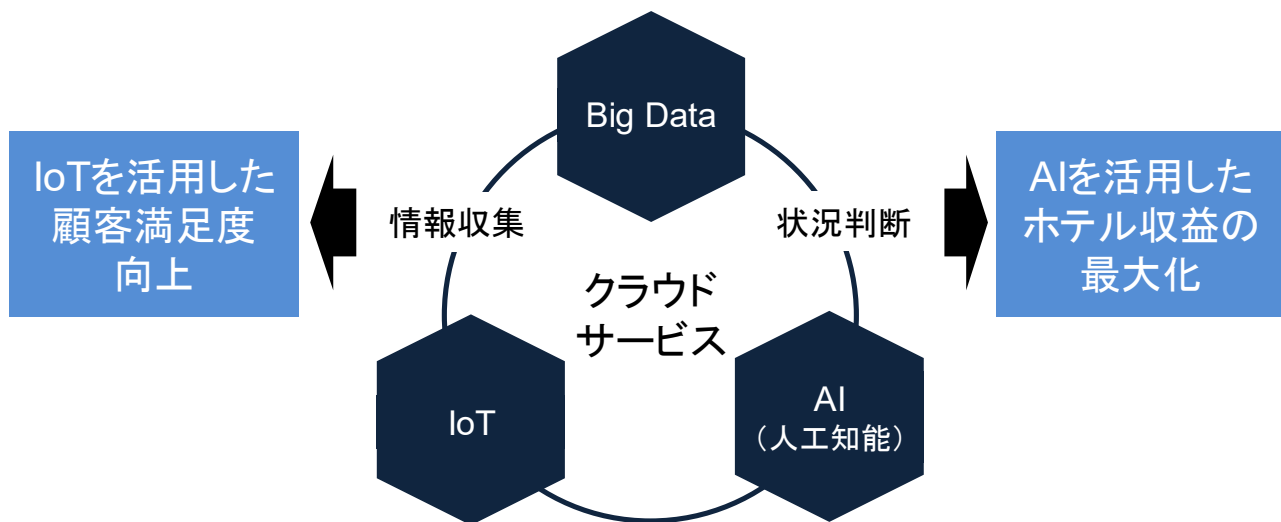 Big Data
IoTを活用した
顧客満足度
向上
情報収集
状況判断
AIを活用した
ホテル収益の
最大化
クラウド
サービス
IoT
AI
（人工知能）